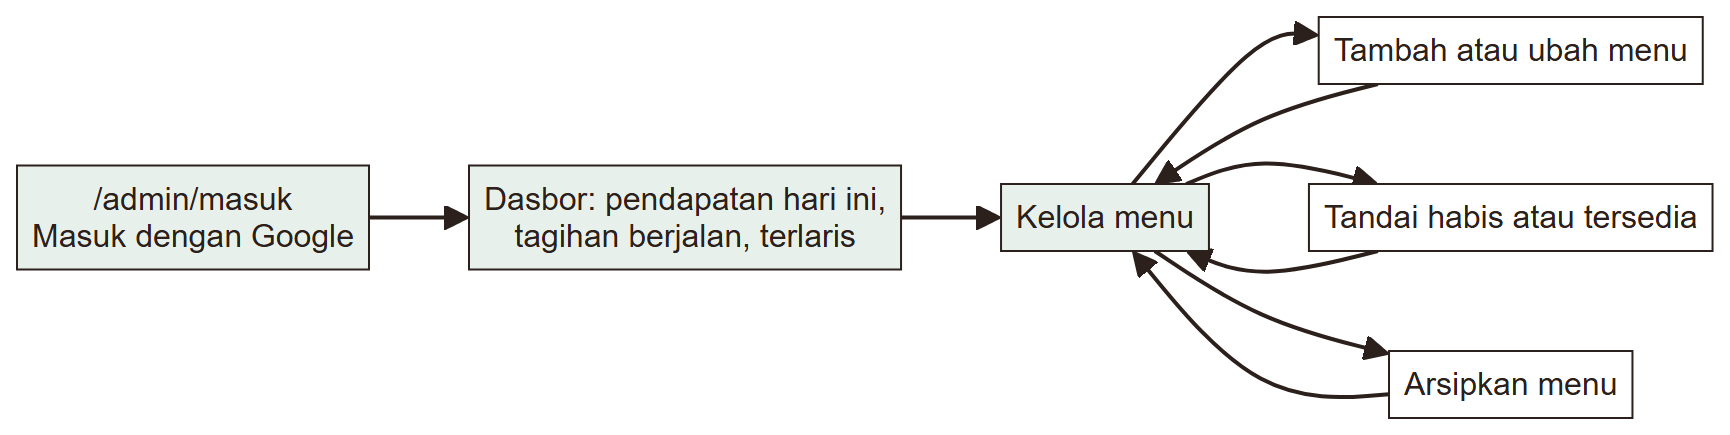 /admin/masuk
Masuk dengan Google
Dasbor: pendapatan hari ini,
tagihan berjalan, terlaris
Kelola menu
Tambah atau ubah menu
Tandai habis atau tersedia
Arsipkan menu